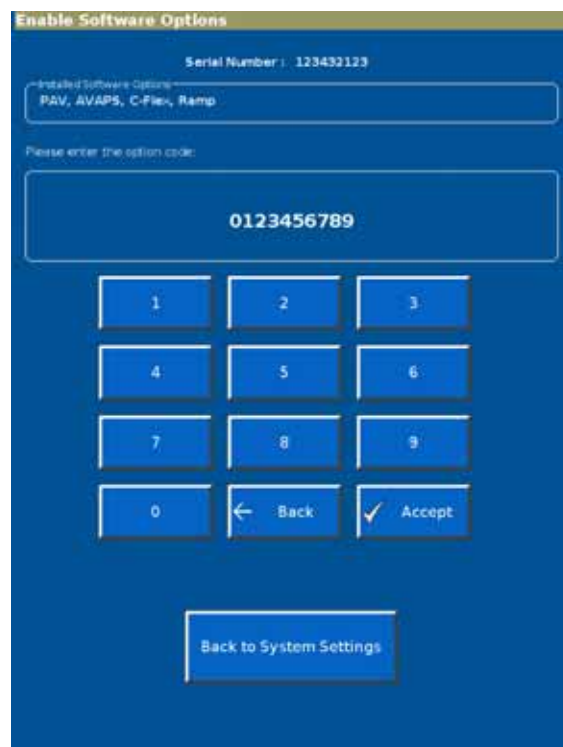 Enable Software Options
Serial Number : 123432123
Installed Software Options
PAV, AVAPS, C-Flex, Ramp
Please enter the option code:
0123456789
1 2 3
4 5 6
7 8 9
0 ← Back ✓ Accept
Back to System Settings